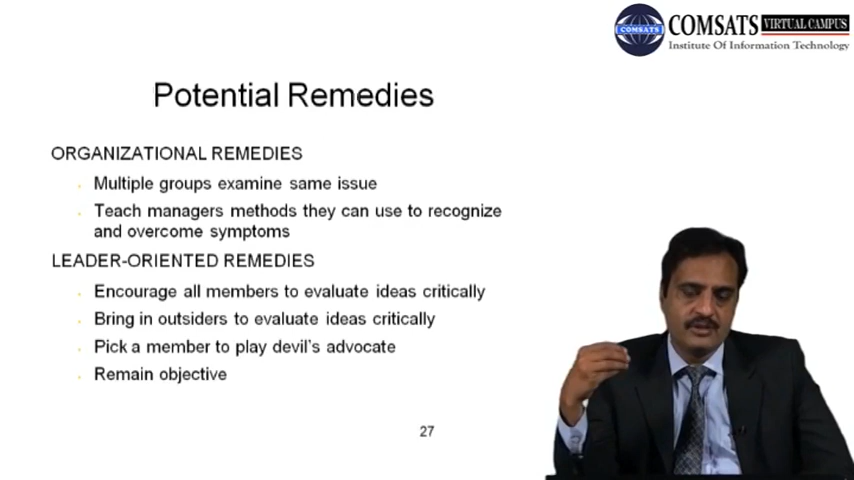 COMSATS
COMSATS VIRTUAL CAMPUS
Institute Of Information Technology
Potential Remedies
ORGANIZATIONAL REMEDIES
Multiple groups examine same issue
Teach managers methods they can use to recognize
and overcome symptoms
LEADER-ORIENTED REMEDIES
Encourage all members to evaluate ideas critically
Bring in outsiders to evaluate ideas critically
Pick a member to play devil's advocate
Remain objective
27